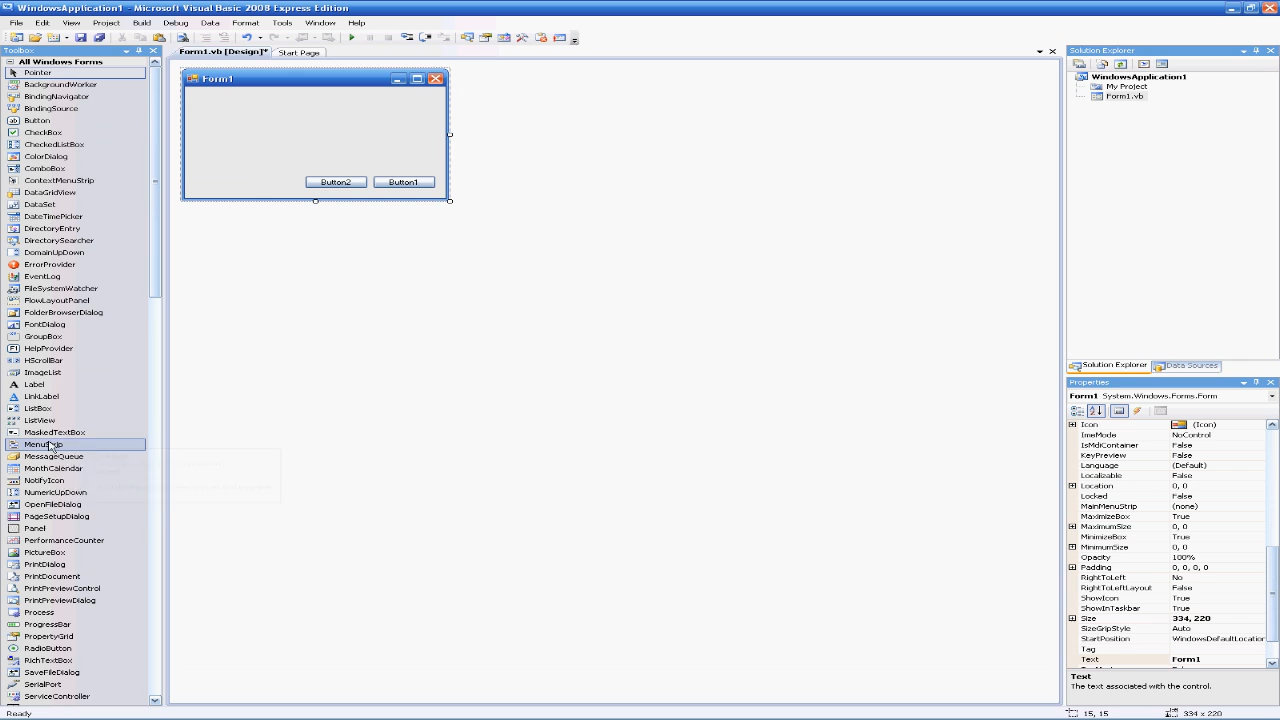 WindowsApplication1 - Microsoft Visual Basic 2008 Express Edition
File Edit View Project Build Debug Data Format Tools Window Help
Toolbox
All Windows Forms
Pointer
BackgroundWorker
BindingNavigator
BindingSource
Button
CheckBox
CheckedListBox
ColorDialog
ComboBox
ContextMenuStrip
DataGridView
DataSet
DateTimePicker
DirectoryEntry
DirectorySearcher
DomainUpDown
ErrorProvider
EventLog
FileSystemWatcher
FlowLayoutPanel
FolderBrowserDialog
FontDialog
GroupBox
HelpProvider
HScrollBar
ImageList
Label
LinkLabel
ListBox
ListView
MaskedTextBox
MenuStrip
MessageQueue
MonthCalendar
NotifyIcon
NumericUpDown
OpenFileDialog
PageSetupDialog
Panel
PerformanceCounter
PictureBox
PrintDialog
PrintDocument
PrintPreviewControl
PrintPreviewDialog
Process
ProgressBar
PropertyGrid
RadioButton
RichTextBox
SaveFileDialog
SerialPort
ServiceController
Form1.vb [Design]* Start Page
Form1
Button2 Button1
Solution Explorer
WindowsApplication1
My Project
Form1.vb
Solution Explorer Data Sources
Properties
Form1 System.Windows.Forms.Form
Icon (Icon)
ImeMode NoControl
IsMdiContainer False
KeyPreview False
Language (Default)
Localizable False
Location 0, 0
Locked False
MainMenuStrip (none)
MaximizeBox True
MaximumSize 0, 0
MinimizeBox True
MinimumSize 0, 0
Opacity 100%
Padding 0, 0, 0, 0
RightToLeft No
RightToLeftLayout False
ShowIcon True
ShowInTaskbar True
Size 334, 220
SizeGripStyle Auto
StartPosition WindowsDefaultLocation
Tag
Text Form1
Text
The text associated with the control.
Ready 15, 15 334 x 220